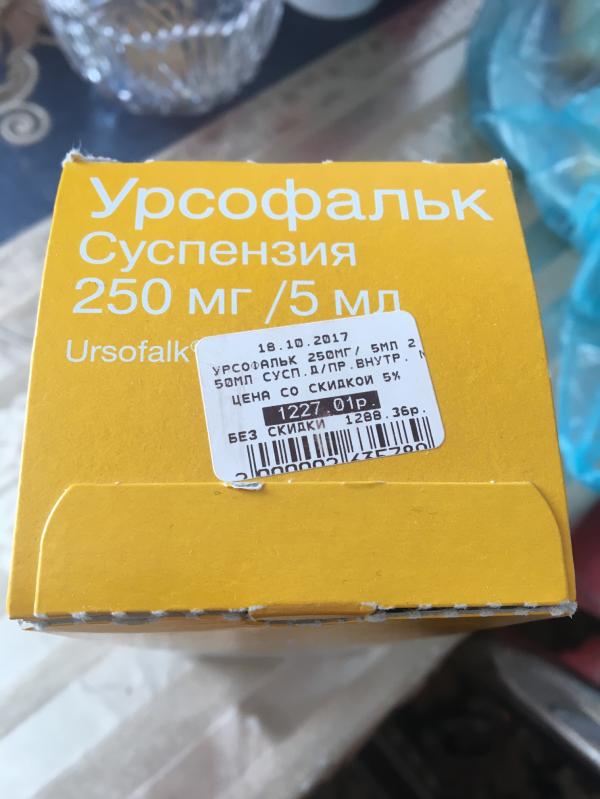 Урсофальк
Суспензия
250 мг /5 мл
Ursofalk®
18.10.2017
УРСОФАЛЬК 250МГ/ 5МЛ 2
50МЛ СУСП.Д/ПР.ВНУТР.
ЦЕНА СО СКИДКОЙ 5%
1227.01р.
БЕЗ СКИДКИ 1288.36р.